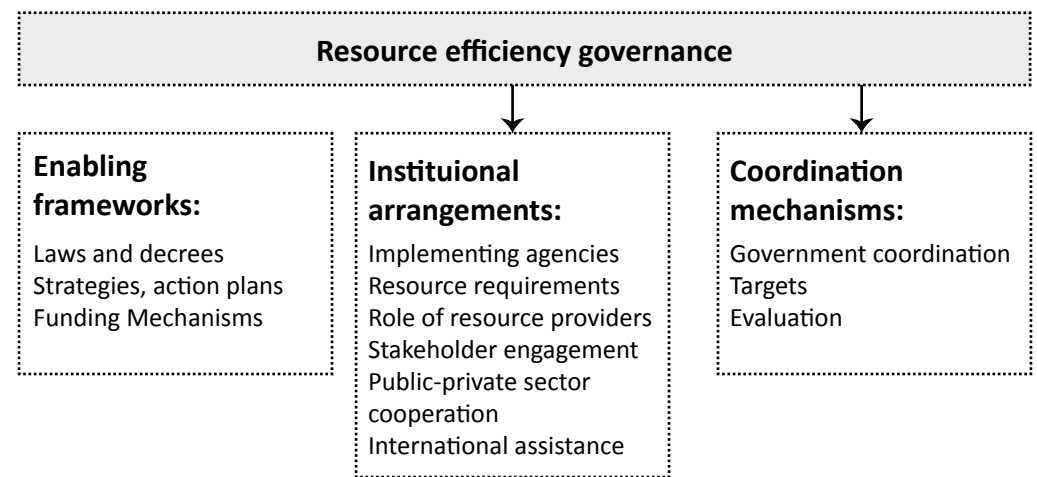 Resource efficiency governance
Enabling
frameworks:
Laws and decrees
Strategies, action plans
Funding Mechanisms
Instituional
arrangements:
Implementing agencies
Resource requirements
Role of resource providers
Stakeholder engagement
Public-private sector
cooperation
International assistance
Coordination
mechanisms:
Government coordination
Targets
Evaluation